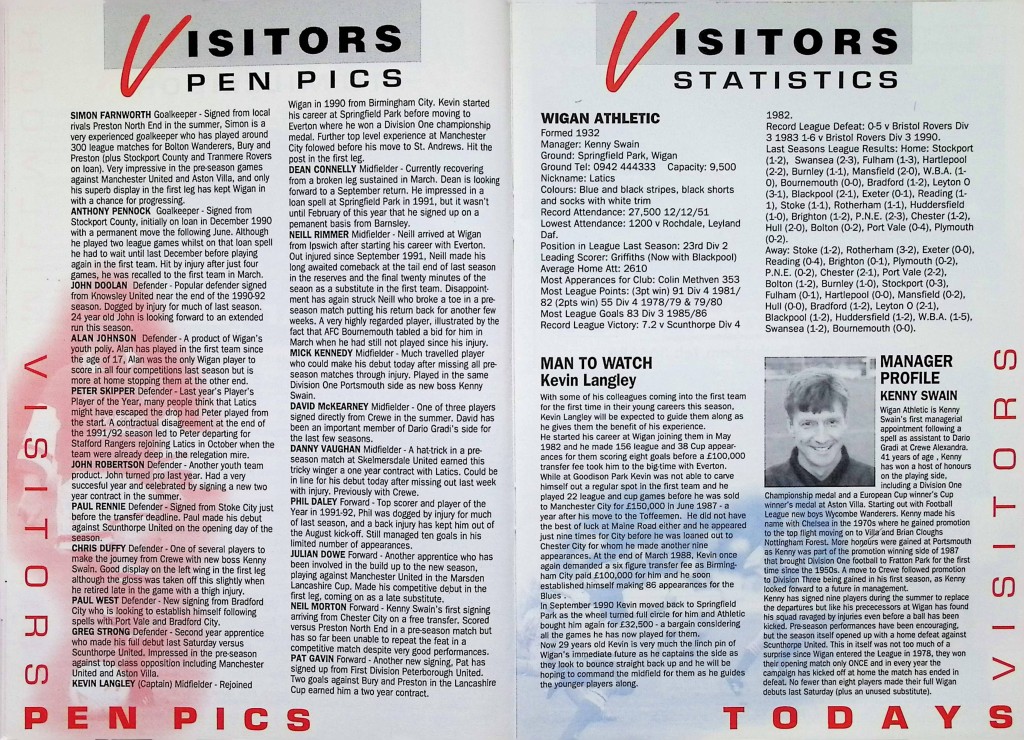 VISITORS
PEN PICS
SIMON FARNWORTH Goalkeeper - Signed from local
rivals Preston North End in the summer, Simon is a
very experienced goalkeeper who has played around
300 league matches for Bolton Wanderers, Bury and
Preston (plus Stockport County and Tranmere Rovers
on loan). Very impressive in the pre-season games
against Manchester United and Aston Villa, and only
his superb display in the first leg has kept Wigan in
with a chance for progressing.
ANTHONY PENNOCK Goalkeeper - Signed from
Stockport County, initially on loan in December 1990
with a permanent move the following June. Although
he played two league games whilst on that loan spell
he had to wait until last December before playing
again in the first team. Hit by injury after just four
games, he was recalled to the first team in March.
JOHN DOOLAN Defender - Popular defender signed
from Knowsley United near the end of the 1990-92
season. Dogged by injury for much of last season.
24 year old John is looking forward to an extended
run this season.
ALAN JOHNSON Defender - A product of Wigan's
youth poliy. Alan has played in the first team since
the age of 17, Alan was the only Wigan player to
score in all four competitions last season but is
more at home stopping them at the other end.
PETER SKIPPER Defender - Last year's Player's
Player of the Year, many people think that Latics
might have escaped the drop had Peter played from
the start. A contractual disagreement at the end of
the 1991/92 season led to Peter departing for
Stafford Rangers rejoining Latics in October when the
team were already deep in the relegation mire.
JOHN ROBERTSON Defender - Another youth team
product. John turned pro last year. Had a very
succesful year and celebrated by signing a new two
year contract in the summer.
PAUL RENNIE Defender - Signed from Stoke City just
before the transfer deadline. Paul made his debut
against Scunthorpe United on the opening day of the
season.
CHRIS DUFFY Defender - One of several players to
make the journey from Crewe with new boss Kenny
Swain. Good display on the left wing in the first leg
although the gloss was taken off this slightly when
he retired late in the game with a thigh injury.
PAUL WEST Defender - New signing from Bradford
City who is looking to establish himself following
spells with Port Vale and Bradford City.
GREG STRONG Defender - Second year apprentice
who made his full debut last Saturday versus
Scunthorpe United. Impressed in the pre-season
against top class opposition including Manchester
United and Aston Villa.
KEVIN LANGLEY (Captain) Midfielder - Rejoined
Wigan in 1990 from Birmingham City. Kevin started
his career at Springfield Park before moving to
Everton where he won a Division One championship
medal. Further top level experience at Manchester
City folowed before his move to St. Andrews. Hit the
post in the first leg.
DEAN CONNELLY Midfielder - Currently recovering
from a broken leg sustained in March. Dean is looking
forward to a September return. He impressed in a
loan spell at Springfield Park in 1991, but it wasn't
until February of this year that he signed up on a
pemanent basis from Barnsley.
NEILL RIMMER Midfielder - Neill arrived at Wigan
from Ipswich after starting his career with Everton.
Out injured since September 1991, Neill made his
long awaited comeback at the tail end of last season
in the reserves and the final twenty minutes of the
seaon as a substitute in the first team. Disappoint-
ment has again struck Neill who broke a toe in a pre-
season match putting his return back for another few
weeks. A very highly regarded player, illustrated by the
fact that AFC Bournemouth tabled a bid for him in
March when he had still not played since his injury.
MICK KENNEDY Midfielder - Much travelled player
who could make his debut today after missing all pre-
season matches through injury. Played in the same
Division One Portsmouth side as new boss Kenny
Swain.
DAVID McKEARNEY Midfielder - One of three players
signed directly from Crewe in the summer. David has
been an important member of Dario Gradi's side for
the last few seasons.
DANNY VAUGHAN Midfielder - A hat-trick in a pre-
season match at Skelmersdale United earned this
tricky winger a one year contract with Latics. Could be
in line for his debut today after missing out last week
with injury. Previously with Crewe.
PHIL DALEY Forward - Top scorer and player of the
Year in 1991-92, Phil was dogged by injury for much
of last season, and a back injury has kept him out of
the August kick-off. Still managed ten goals in his
limited number of appearances.
JULIAN DOWE Forward - Another apprentice who has
been involved in the build up to the new season,
playing against Manchester United in the Marsden
Lancashire Cup. Made his competitive debut in the
first leg, coming on as a late substitute.
NEIL MORTON Forward - Kenny Swain's first signing
arriving from Chester City on a free transfer. Scored
versus Preston North End in a pre-season match but
has so far been unable to repeat the feat in a
competitive match despite very good performances.
PAT GAVIN Forward - Another new signing, Pat has
signed up from First Division Peterborough United.
Two goals against Bury and Preston in the Lancashire
Cup earned him a two year contract.
VISITORS
PEN PICS
VISITORS
STATISTICS
WIGAN ATHLETIC
Formed 1932
Manager: Kenny Swain
Ground: Springfield Park, Wigan
Ground Tel: 0942 444333 Capacity: 9,500
Nickname: Latics
Colours: Blue and black stripes, black shorts
and socks with white trim
Record Attendance: 27,500 12/12/51
Lowest Attendance: 1200 v Rochdale, Leyland
Daf.
Position in League Last Season: 23rd Div 2
Leading Scorer: Griffiths (Now with Blackpool)
Average Home Att: 2610
Most Apperances for Club: Colin Methven 353
Most League Points: (3pt win) 91 Div 4 1981/
82 (2pts win) 55 Div 4 1978/79 & 79/80
Most League Goals 83 Div 3 1985/86
Record League Victory: 7.2 v Scunthorpe Div 4
1982.
Record League Defeat: 0-5 v Bristol Rovers Div
3 1983 1-6 v Bristol Rovers Div 3 1990.
Last Seasons League Results: Home: Stockport
(1-2), Swansea (2-3), Fulham (1-3), Hartlepool
(2-2), Burnley (1-1), Mansfield (2-0), W.B.A. (1-
0), Bournemouth (0-0), Bradford (1-2), Leyton O
(3-1), Blackpool (2-1), Exeter (0-1), Reading (1-
1), Stoke (1-1), Rotherham (1-1), Huddersfield
(1-0), Brighton (1-2), P.N.E. (2-3), Chester (1-2),
Hull (2-0), Bolton (0-2), Port Vale (0-4), Plymouth
(0-2).
Away: Stoke (1-2), Rotherham (3-2), Exeter (0-0),
Reading (0-4), Brighton (0-1), Plymouth (0-2),
P.N.E. (0-2), Chester (2-1), Port Vale (2-2),
Bolton (1-2), Burnley (1-0), Stockport (0-3),
Fulham (0-1), Hartlepool (0-0), Mansfield (0-2),
Hull (0-0), Bradford (1-2), Leyton O (2-1),
Blackpool (1-2), Huddersfield (1-2), W.B.A. (1-5),
Swansea (1-2), Bournemouth (0-0).
MAN TO WATCH
Kevin Langley
With some of his colleagues coming into the first team
for the first time in their young careers this season,
Kevin Langley will be expected to guide them along as
he gives them the benefit of his experience.
He started his career at Wigan joining them in May
1982 and he made 156 league and 38 Cup appear-
ances for them scoring eight goals before a £100,000
transfer fee took him to the big-time with Everton.
While at Goodison Park Kevin was not able to carve
himself out a regular spot in the first team and he
played 22 league and cup games before he was sold
to Manchester City for £150,000 in June 1987 - a
year after his move to the Toffeemen. He did not have
the best of luck at Maine Road either and he appeared
just nine times for City before he was loaned out to
Chester City for whom he made another nine
appearances. At the end of March 1988, Kevin once
again demanded a six figure transfer fee as Birming-
ham City paid £100,000 for him and he soon
established himself making 86 appearances for the
Blues .
In September 1990 Kevin moved back to Springfield
Park as the wheel turned full circle for him and Athletic
bought him again for £32,500 - a bargain considering
all the games he has now played for them.
Now 29 years old Kevin is very much the linch pin of
Wigan's immediate future as he captains the side as
they look to bounce straight back up and he will be
hoping to command the midfield for them as he guides
the younger players along.
MANAGER
PROFILE
KENNY SWAIN
Wigan Athletic is Kenny
Swain's first managerial
appointment following a
spell as assistant to Dario
Gradi at Crewe Alexandra.
41 years of age , Kenny
has won a host of honours
on the playing side,
including a Division One
Championship medal and a European Cup winner's Cup
winner's medal at Aston Villa. Starting out with Football
League new boys Wycombe Wanderers. Kenny made his
name with Chelsea in the 1970s where he gained promotion
to the top flight moving on to Villa and Brian Cloughs
Nottingham Forest. More honours were gained at Portsmouth
as Kenny was part of the promotion winning side of 1987
that brought Division One football to Fratton Park for the first
time since the 1950s. A move to Crewe followed promotion
to Division Three being gained in his first season, as Kenny
looked forward to a future in management.
Kenny has signed nine players during the summer to replace
the departures but like his prececessors at Wigan has found
his squad ravaged by injuries even before a ball has been
kicked. Pre-season performances have been encouraging,
but the season itself opened up with a home defeat against
Scunthorpe United. This in itself was not too much of a
surprise since Wigan entered the League in 1978, they won
their opening match only ONCE and in every year the
campaign has kicked off at home the match has ended in
defeat. No fewer than eight players made their full Wigan
debuts last Saturday (plus an unused substitute).
VISITORS
TODAYS